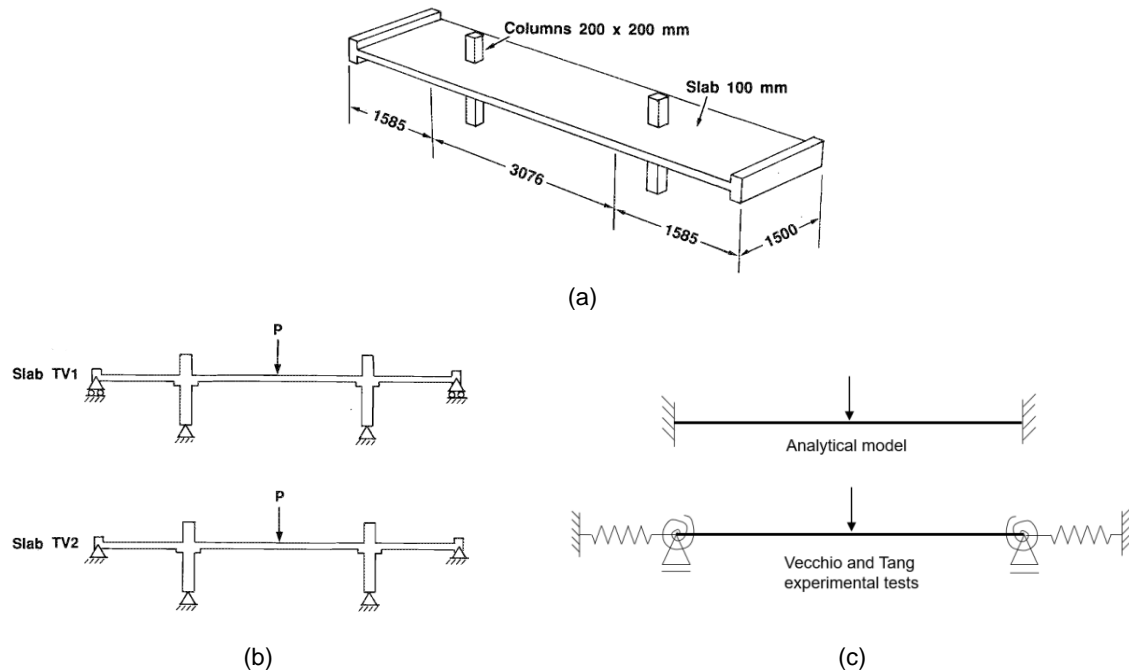 Columns 200 x 200 mm
Slab 100 mm
1585
3076
1585
1500
(a)
P
Slab TV1
P
Slab TV2
Analytical model
Vecchio and Tang
experimental tests
(b)
(c)